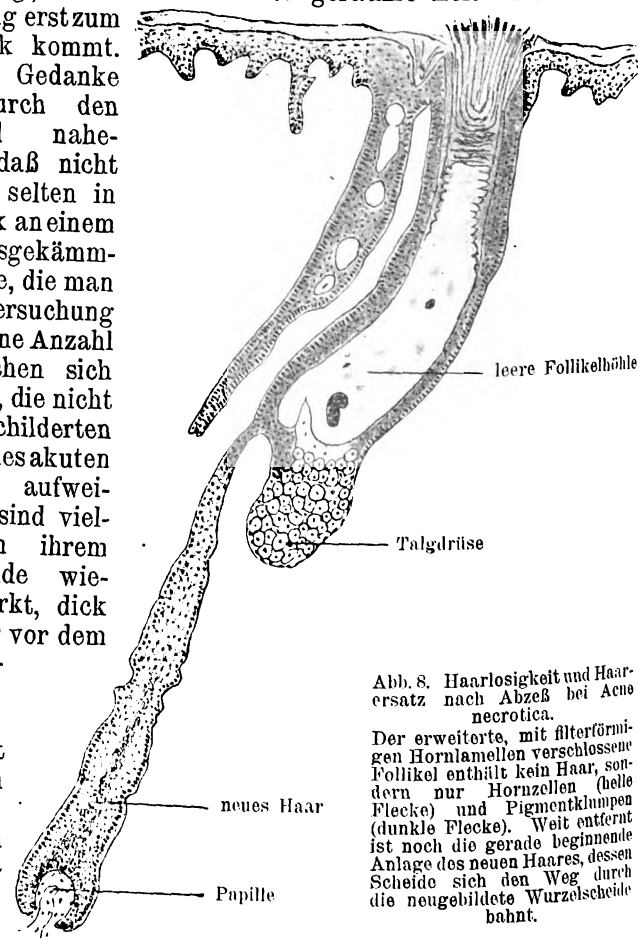 g erst zum
k kommt.
Gedanke
urch den
nahe-
daß nicht
selten in
k an einem
sgekämm-
e, die man
ersuchung
ne Anzahl
hen sich
, die nicht
childerten
es akuten
aufwei-
sind viel-
ihrem
de wie-
rkt, dick
vor dem
leere Follikelhöhle
Talgdrüse
neues Haar
Papille
Abb. 8. Haarlosigkeit und Haar-
ersatz nach Abzeß bei Acne
necrotica.
Der erweiterte, mit filterförmi-
gen Hornlamellen verschlossene
Follikel enthält kein Haar, son-
dern nur Hornzellen (helle
Flecke) und Pigmentklumpen
(dunkle Flecke). Weit entfernt
ist noch die gerade beginnende
Anlage des neuen Haares, dessen
Scheide sich den Weg durch
die neugebildete Wurzelscheide
bahnt.